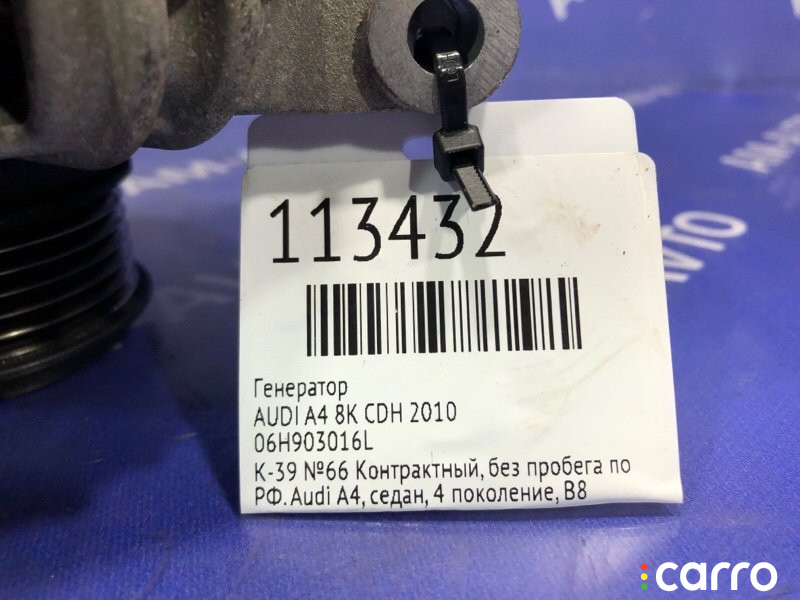 113432
Генератор
AUDI A4 8K CDH 2010
06H903016L
К-39 №66 Контрактный, без пробега по
РФ. Audi A4, седан, 4 поколение, B8
carro